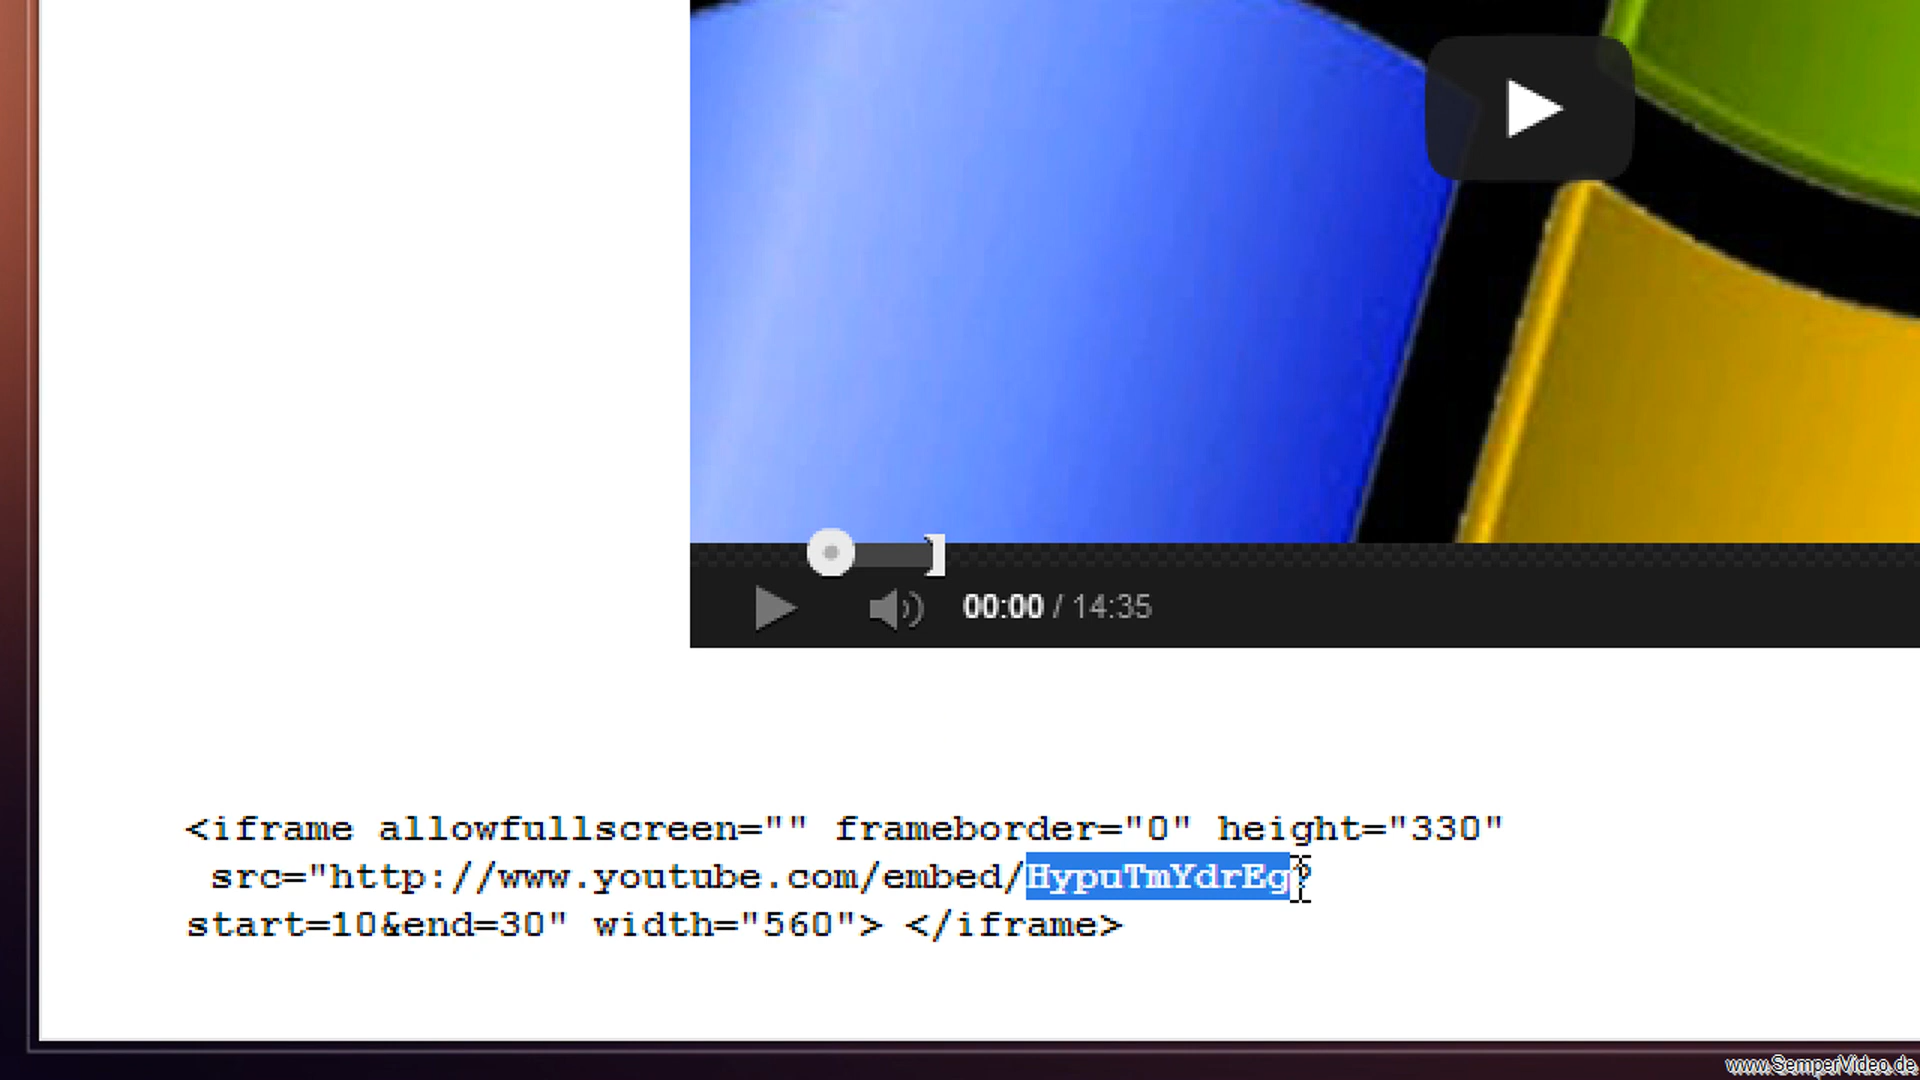 00:00 / 14:35
<iframe allowfullscreen="" frameborder="0" height="330"
src="http://www.youtube.com/embed/HypuTmYdrEg?
start=10&end=30" width="560"> </iframe>
www.SemperVideo.de